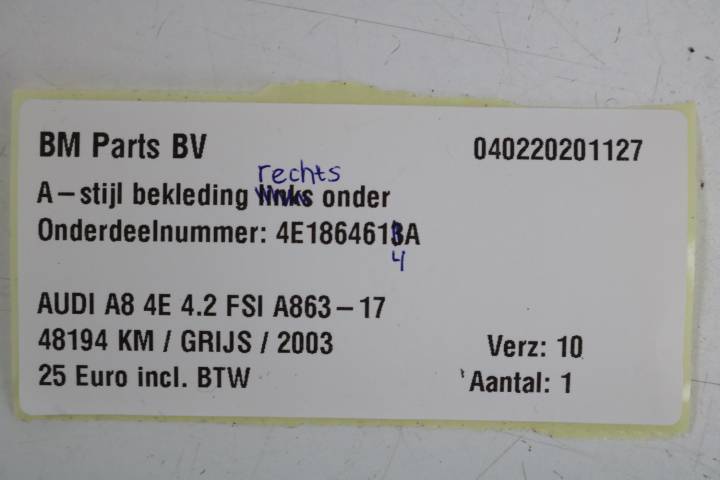 BM Parts BV 040220201127
rechts
A-stijl bekleding links onder
Onderdeelnummer: 4E1864613A
4
AUDI A8 4E 4.2 FSI A863-17
48194 KM / GRIJS / 2003 Verz: 10
25 Euro incl. BTW Aantal: 1